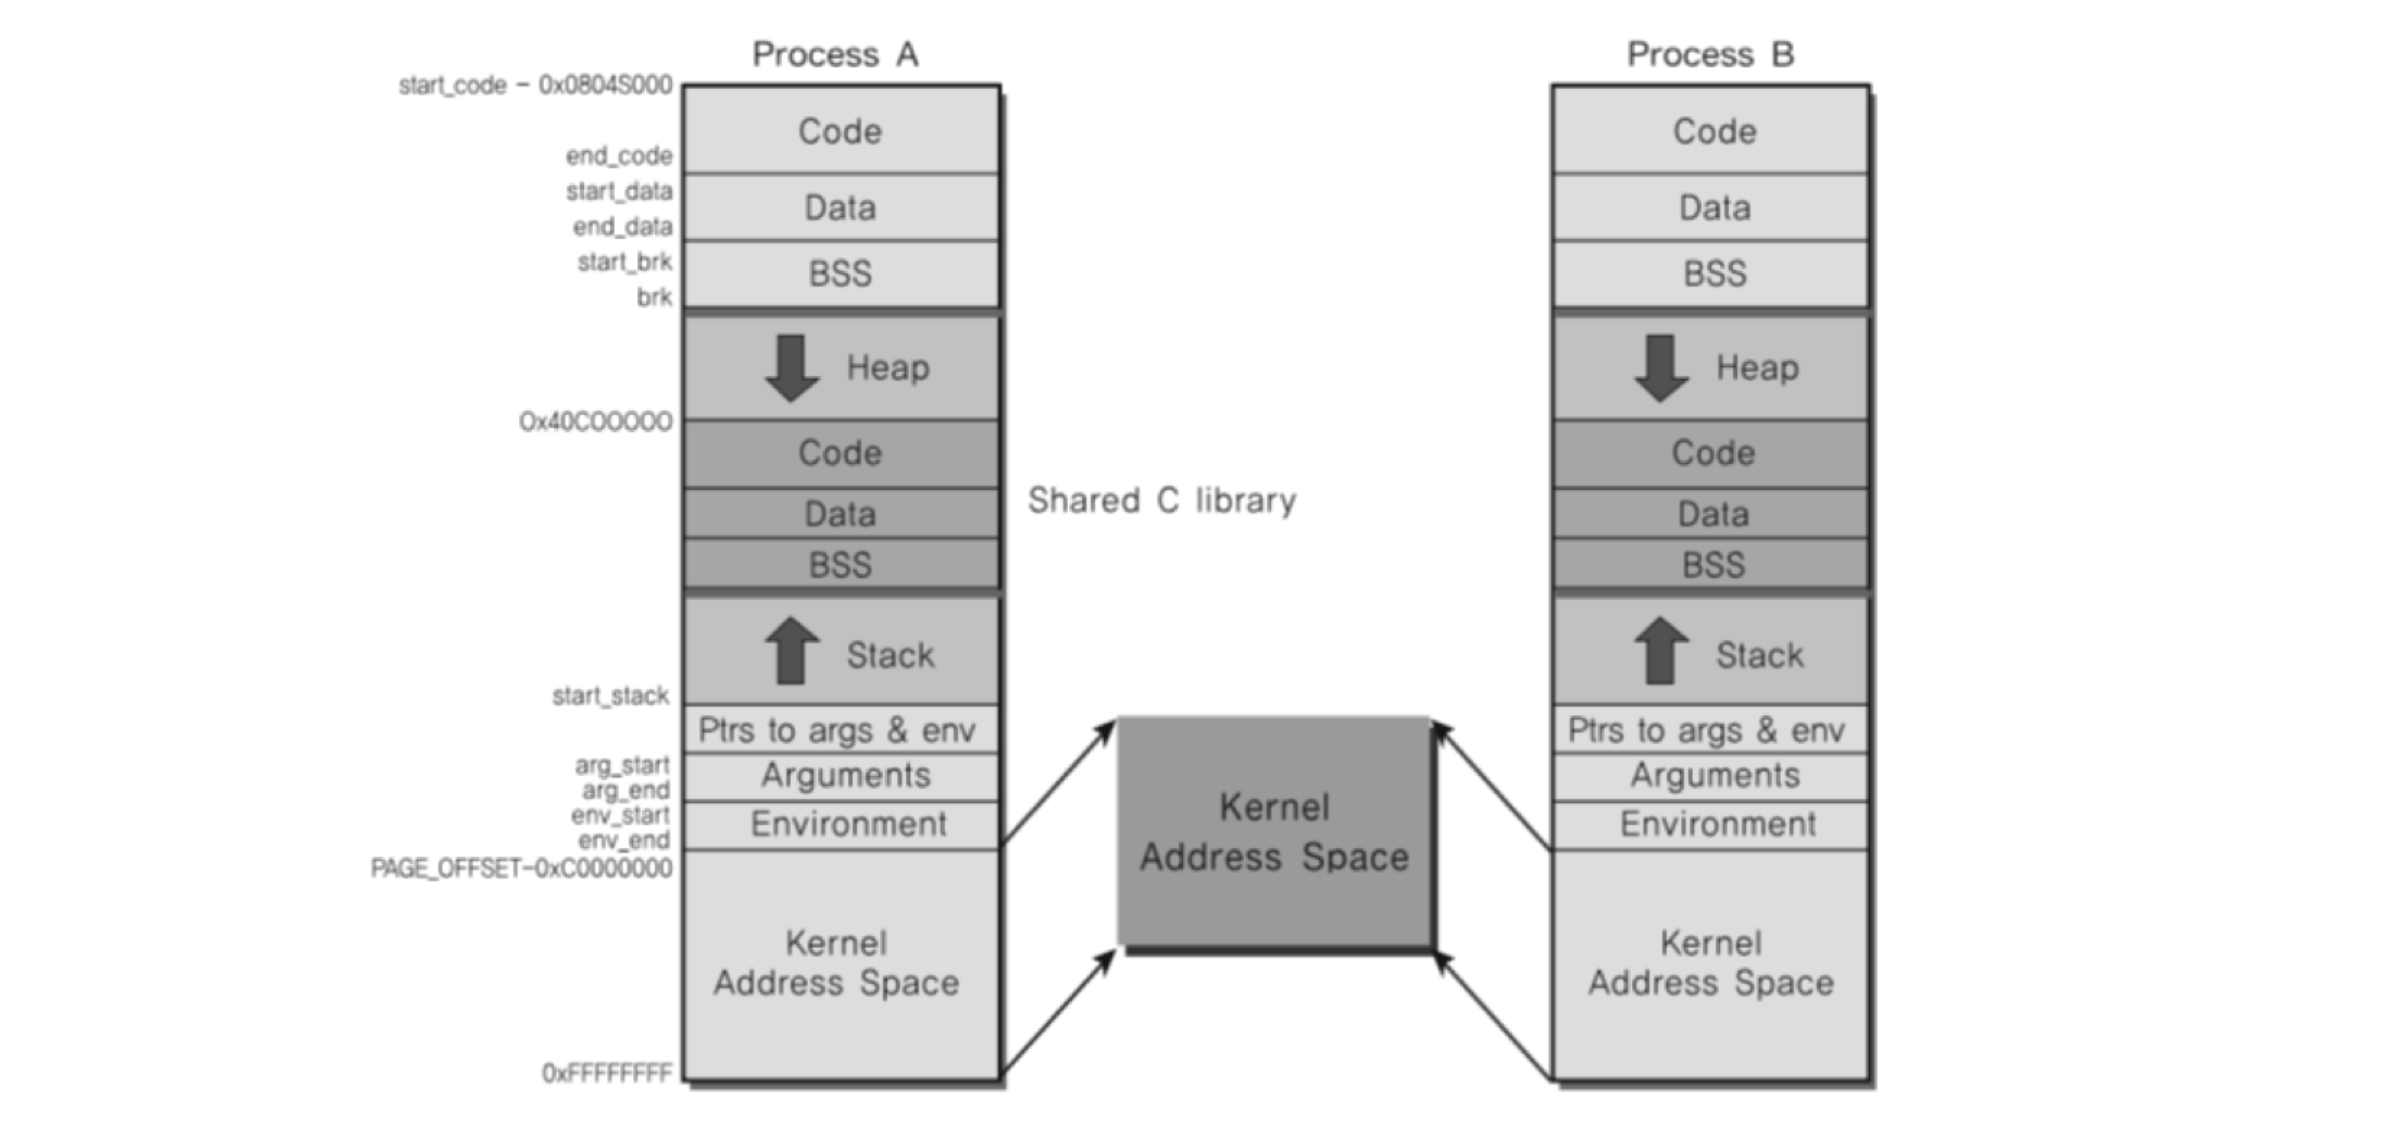 Process A
Process B
start_code - 0x0804S000
Code
Code
end_code
start_data
Data
Data
end_data
start_brk
BSS
BSS
brk
Heap
Heap
0x40C00000
Code
Code
Shared C library
Data
Data
BSS
BSS
Stack
Stack
start_stack
Ptrs to args & env
Ptrs to args & env
arg_start
Arguments
Arguments
arg_end
env_start
Environment
Environment
env_end
Kernel
Address Space
PAGE_OFFSET-0xC0000000
Kernel
Address Space
Kernel
Address Space
0xFFFFFFFF